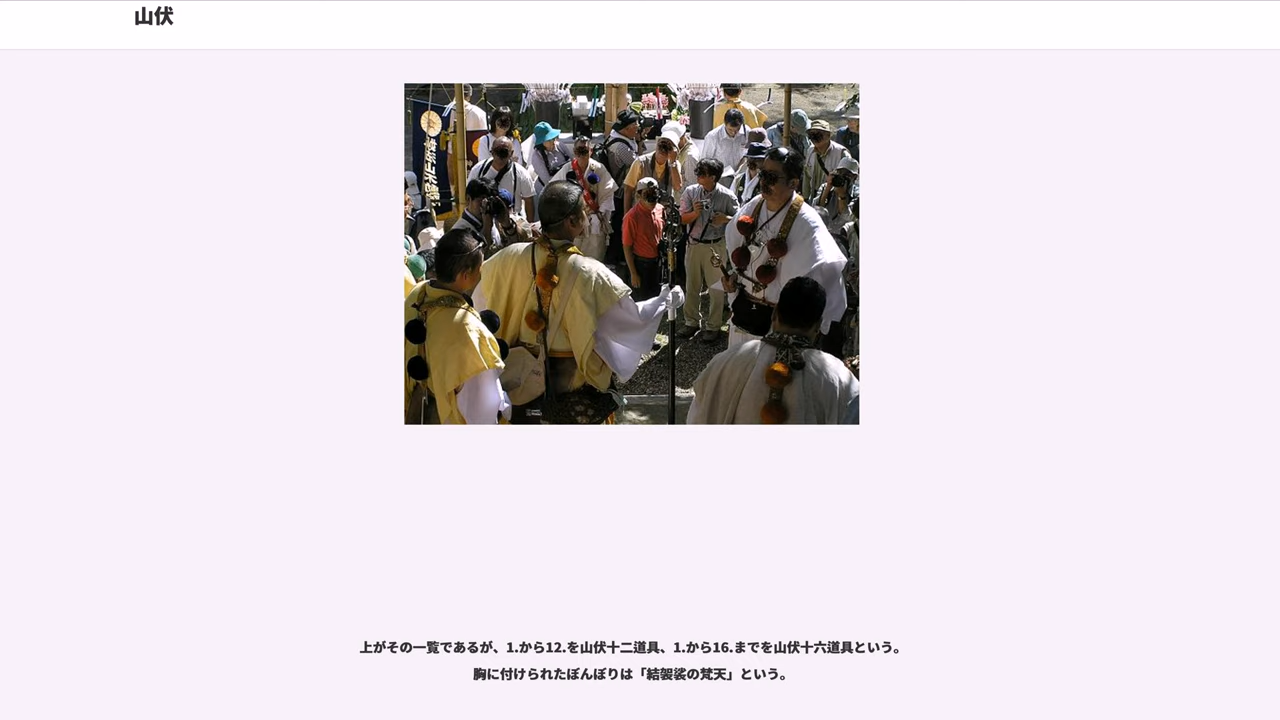 山伏
上がその一覧であるが、1.から12.を山伏十二道具、1.から16.までを山伏十六道具という。
胸に付けられたぼんぼりは「結袈裟の梵天」という。